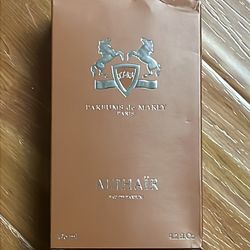 PARFUMS de MARLY
PARIS
ALTHAÏR
EAU DE PARFUM